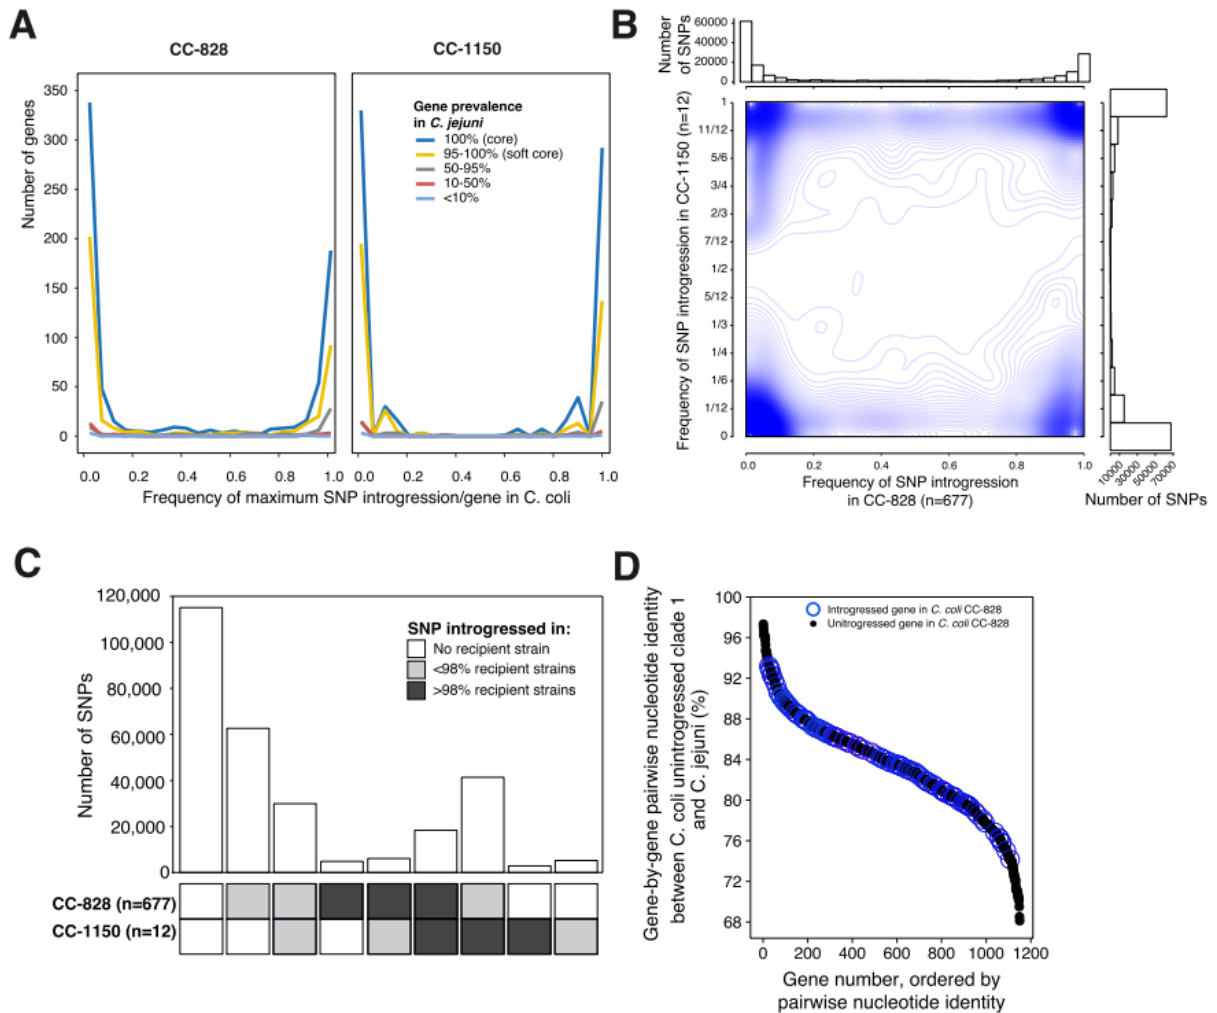 A
CC-828
CC-1150
350
300
250
200
150
100
50
0
Number of genes
Gene prevalence
in C. jejuni
100% (core)
95-100% (soft core)
50-95%
10-50%
<10%
0.0 0.2 0.4 0.6 0.8 1.0
0.0 0.2 0.4 0.6 0.8 1.0
Frequency of maximum SNP introgression/gene in C. coli
B
Number
of SNPs
60000
40000
20000
0
Frequency of SNP introgression in CC-1150 (n=12)
1
11/12
5/6
3/4
2/3
7/12
1/2
5/12
1/3
1/4
1/6
1/12
0
0.0 0.2 0.4 0.6 0.8 1.0
Frequency of SNP introgression
in CC-828 (n=677)
10000
30000
50000
70000
Number of SNPs
C
120,000
100,000
80,000
60,000
40,000
20,000
0
Number of SNPs
SNP introgressed in:
No recipient strain
<98% recipient strains
>98% recipient strains
CC-828 (n=677)
CC-1150 (n=12)
D
Gene-by-gene pairwise nucleotide identity
between C. coli unintrogressed clade 1
and C. jejuni (%)
100
96
92
88
84
80
76
72
68
Introgressed gene in C. coli CC-828
Unitrogressed gene in C. coli CC-828
0 200 400 600 800 1000 1200
Gene number, ordered by
pairwise nucleotide identity